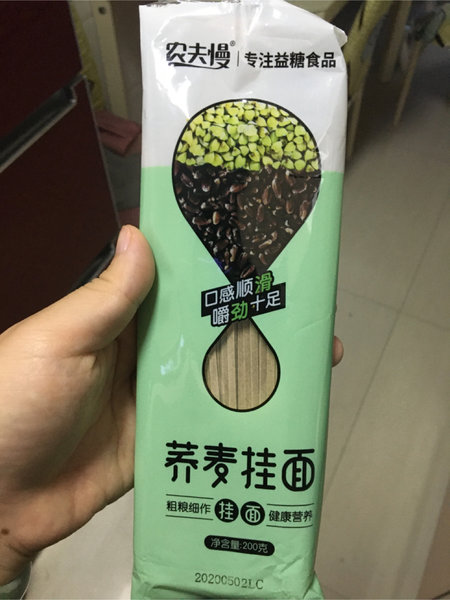 农夫慢® | 专注益糖食品
口感顺滑
嚼劲十足
荞麦挂面
粗粮细作 挂面 健康营养
净含量:200克
20200502LC